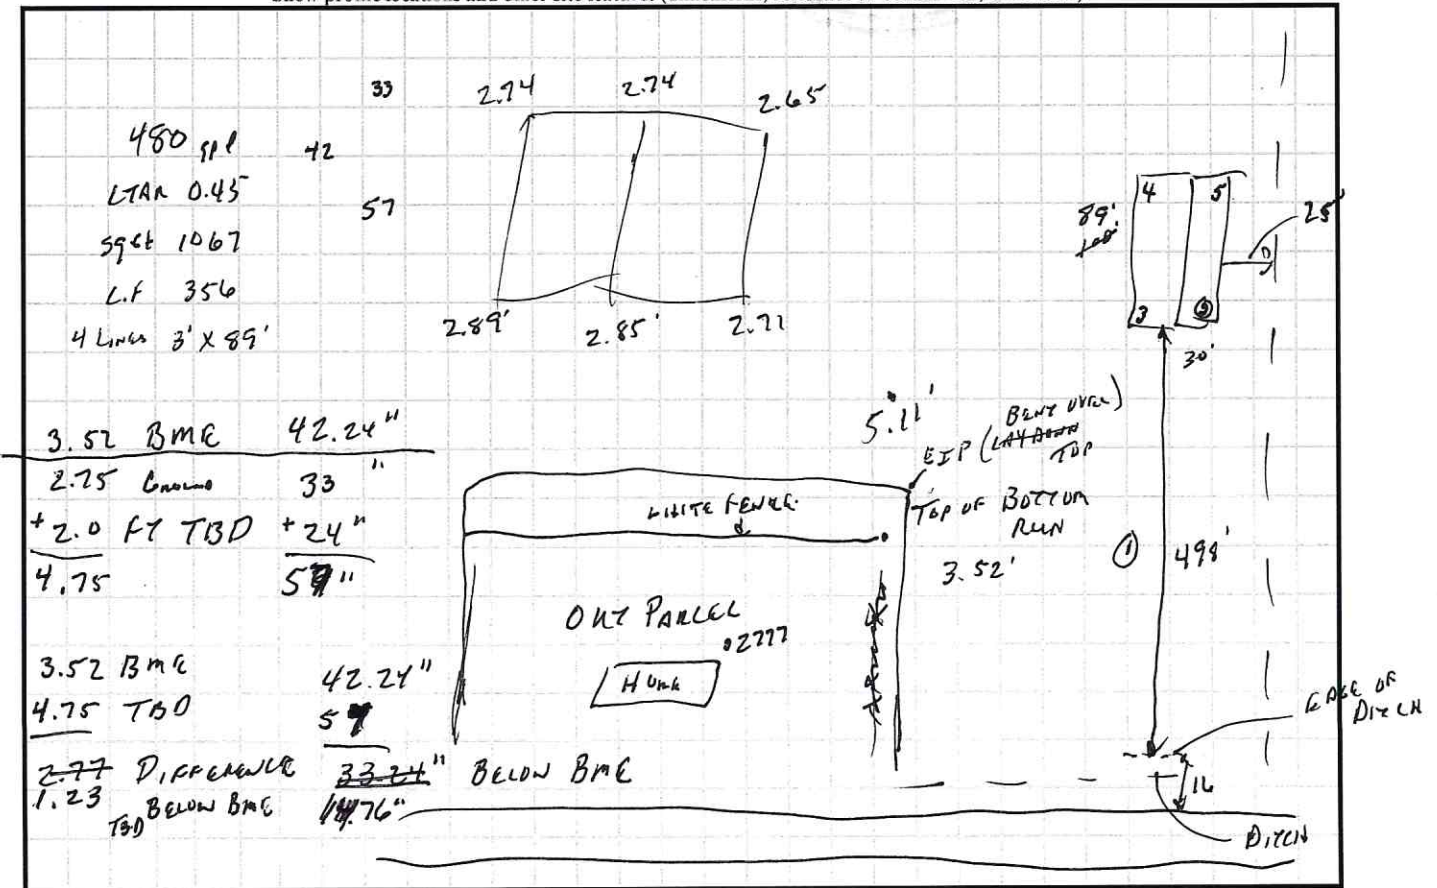 33
2.74
2.74
2.65
480 gpd
42
LTAR 0.45
57
sqft 1067
L.F 356
4 Lines 3' X 89'
2.89'
2.85'
2.71
4
5
89'
25'
3
2
30'
3.52 BME 42.24"
2.75 Ground 33"
+2.0 FT TBD +24"
4.75 57"
3.52 BME 42.24"
4.75 TBD 57
2.77 DIFFERENCE 33.24" BELOW BME
1.23 TBD BELOW BME 14.76"
5.11'
EIP (BENT OVER)
LAYDOWN
TOP
TOP OF BOTTOM
RUN
3.52'
WHITE FENCE
OUT PARCEL
.2777
HOME
1
498'
EDGE OF
DITCH
16
DITCH